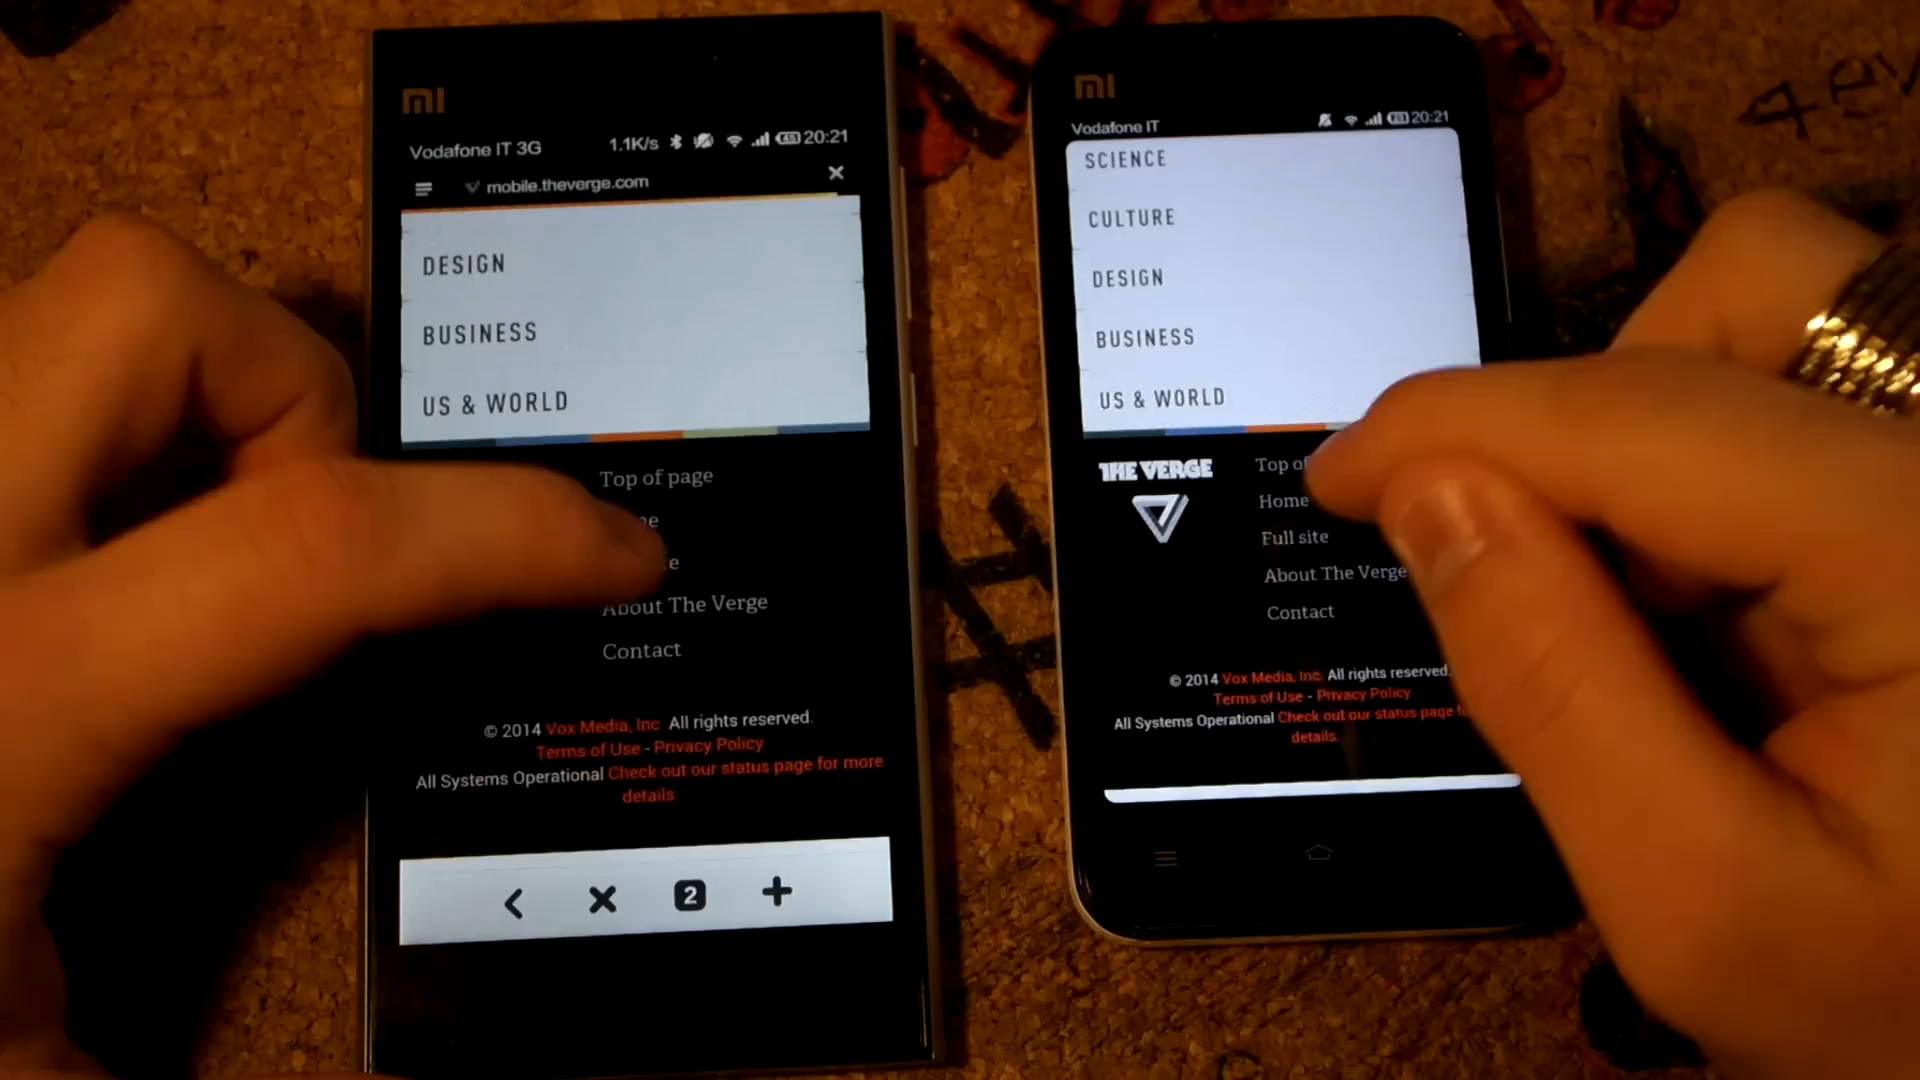 MI
Vodafone IT 3G 1.1K/s 45 20:21
mobile.theverge.com
DESIGN
BUSINESS
US & WORLD
Top of page
About The Verge
Contact
© 2014 Vox Media, Inc. All rights reserved.
Terms of Use - Privacy Policy
All Systems Operational Check out our status page for more
details
2
MI
Vodafone IT 20:21
SCIENCE
CULTURE
DESIGN
BUSINESS
US & WORLD
THE VERGE
Top of
Home
Full site
About The Verge
Contact
© 2014 Vox Media, Inc. All rights reserved.
Terms of Use - Privacy Policy
All Systems Operational Check out our status page
details.
4ev